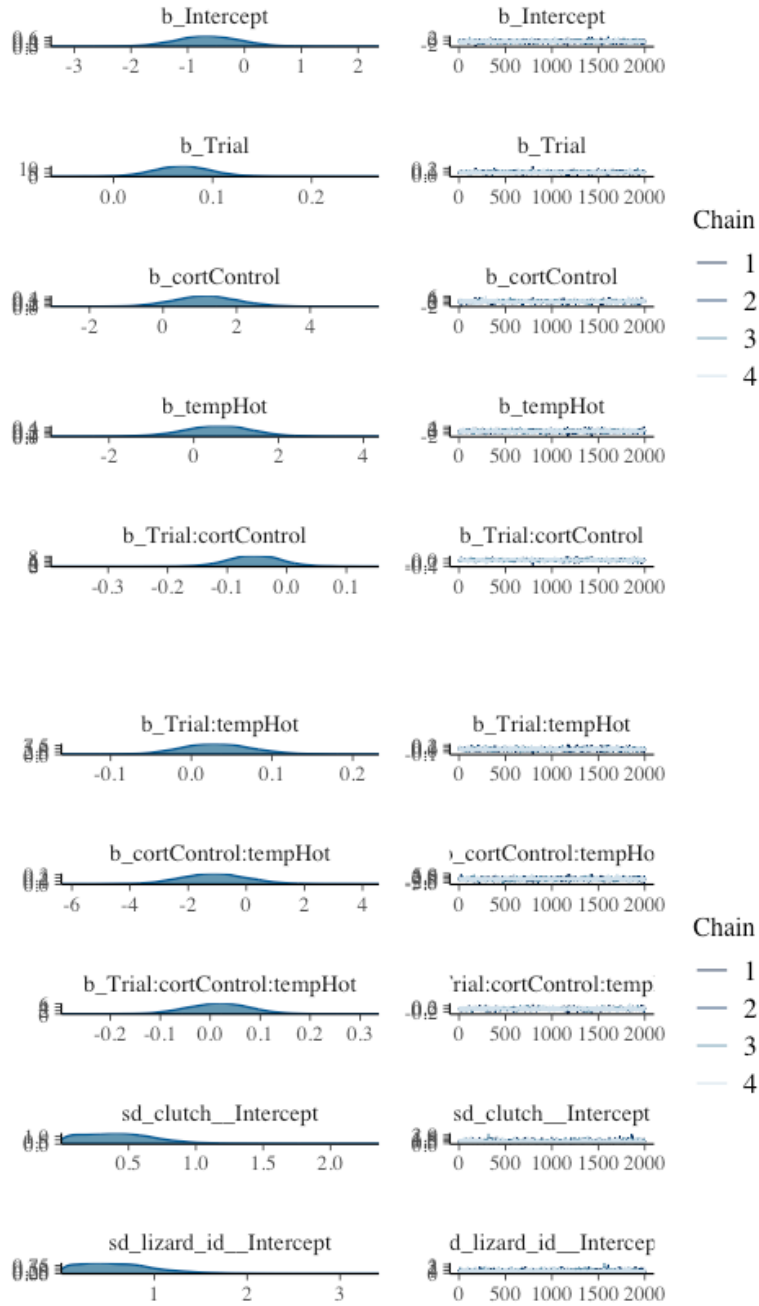 b_Intercept b_Intercept
-3 -2 -1 0 1 2 0 500 1000 1500 2000
b_Trial b_Trial
0.0 0.1 0.2 0 500 1000 1500 2000
Chain
b_cortControl b_cortControl
1
2
-2 0 2 4 0 500 1000 1500 2000
3
4
b_tempHot b_tempHot
-2 0 2 4 0 500 1000 1500 2000
b_Trial:cortControl b_Trial:cortControl
-0.3 -0.2 -0.1 0.0 0.1 0 500 1000 1500 2000
b_Trial:tempHot b_Trial:tempHot
-0.1 0.0 0.1 0.2 0 500 1000 1500 2000
b_cortControl:tempHot _cortControl:tempHo
-6 -4 -2 0 2 4 0 500 1000 1500 2000
Chain
1
b_Trial:cortControl:tempHot rial:cortControl:temp
2
-0.2 -0.1 0.0 0.1 0.2 0.3 0 500 1000 1500 2000
3
4
sd_clutch__Intercept sd_clutch__Intercept
0.5 1.0 1.5 2.0 0 500 1000 1500 2000
sd_lizard_id__Intercept d_lizard_id__Intercep
1 2 3 0 500 1000 1500 2000